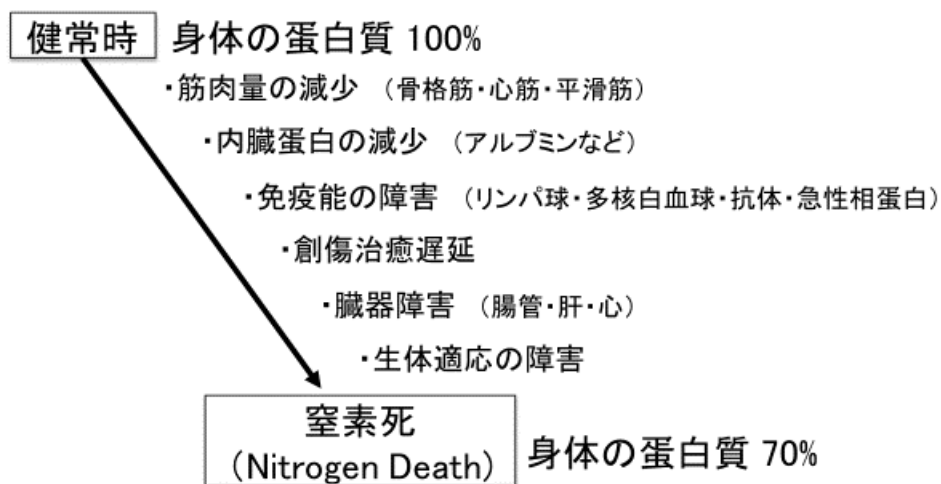 健常時 身体の蛋白質 100%
・筋肉量の減少 （骨格筋・心筋・平滑筋）
・内臓蛋白の減少 （アルブミンなど）
・免疫能の障害 （リンパ球・多核白血球・抗体・急性相蛋白）
・創傷治癒遅延
・臓器障害 （腸管・肝・心）
・生体適応の障害
窒素死
（Nitrogen Death）
身体の蛋白質 70%